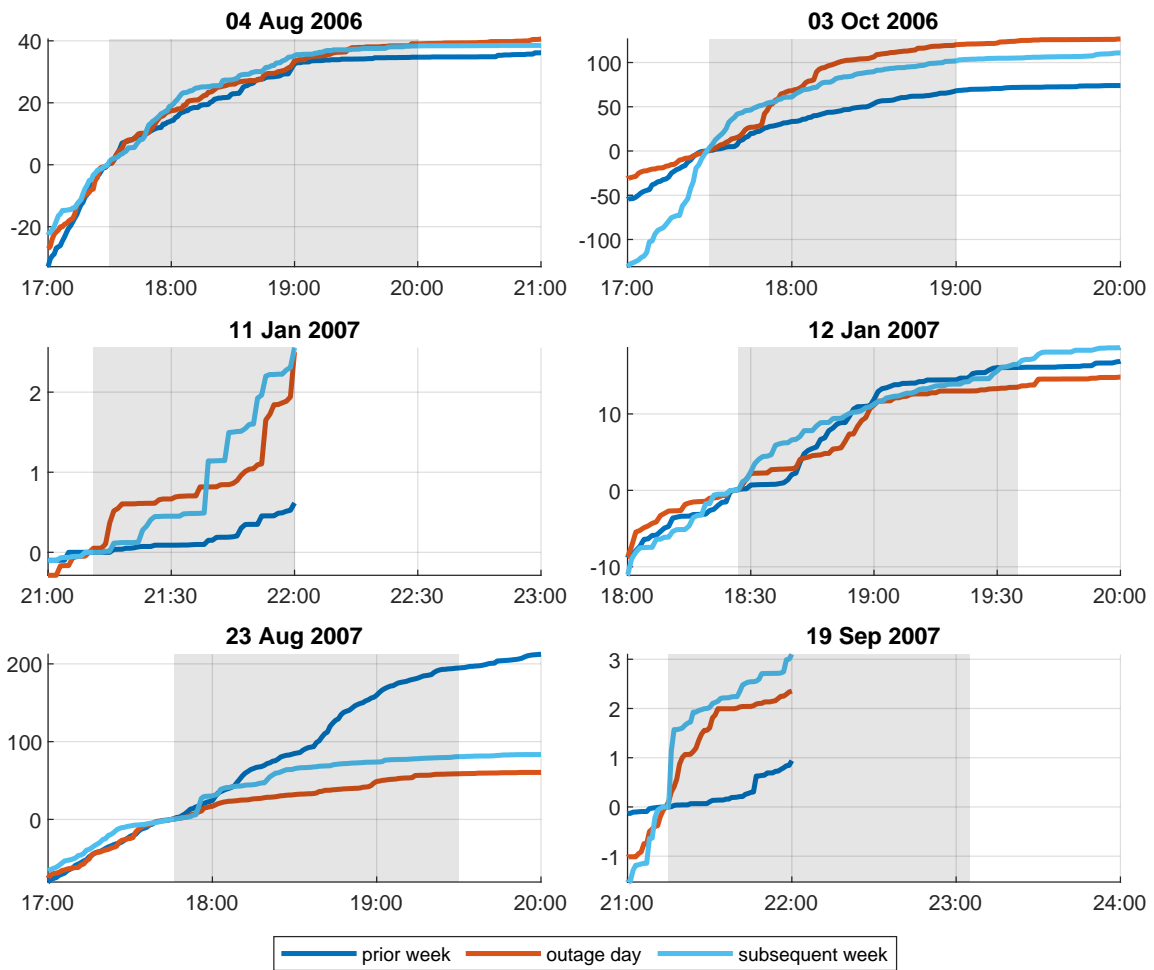 04 Aug 2006
03 Oct 2006
40
20
0
-20
17:00 18:00 19:00 20:00 21:00
100
50
0
-50
-100
17:00 18:00 19:00 20:00
11 Jan 2007
12 Jan 2007
2
1
0
21:00 21:30 22:00 22:30 23:00
10
0
-10
18:00 18:30 19:00 19:30 20:00
23 Aug 2007
19 Sep 2007
200
100
0
17:00 18:00 19:00 20:00
3
2
1
0
-1
21:00 22:00 23:00 24:00
prior week outage day subsequent week